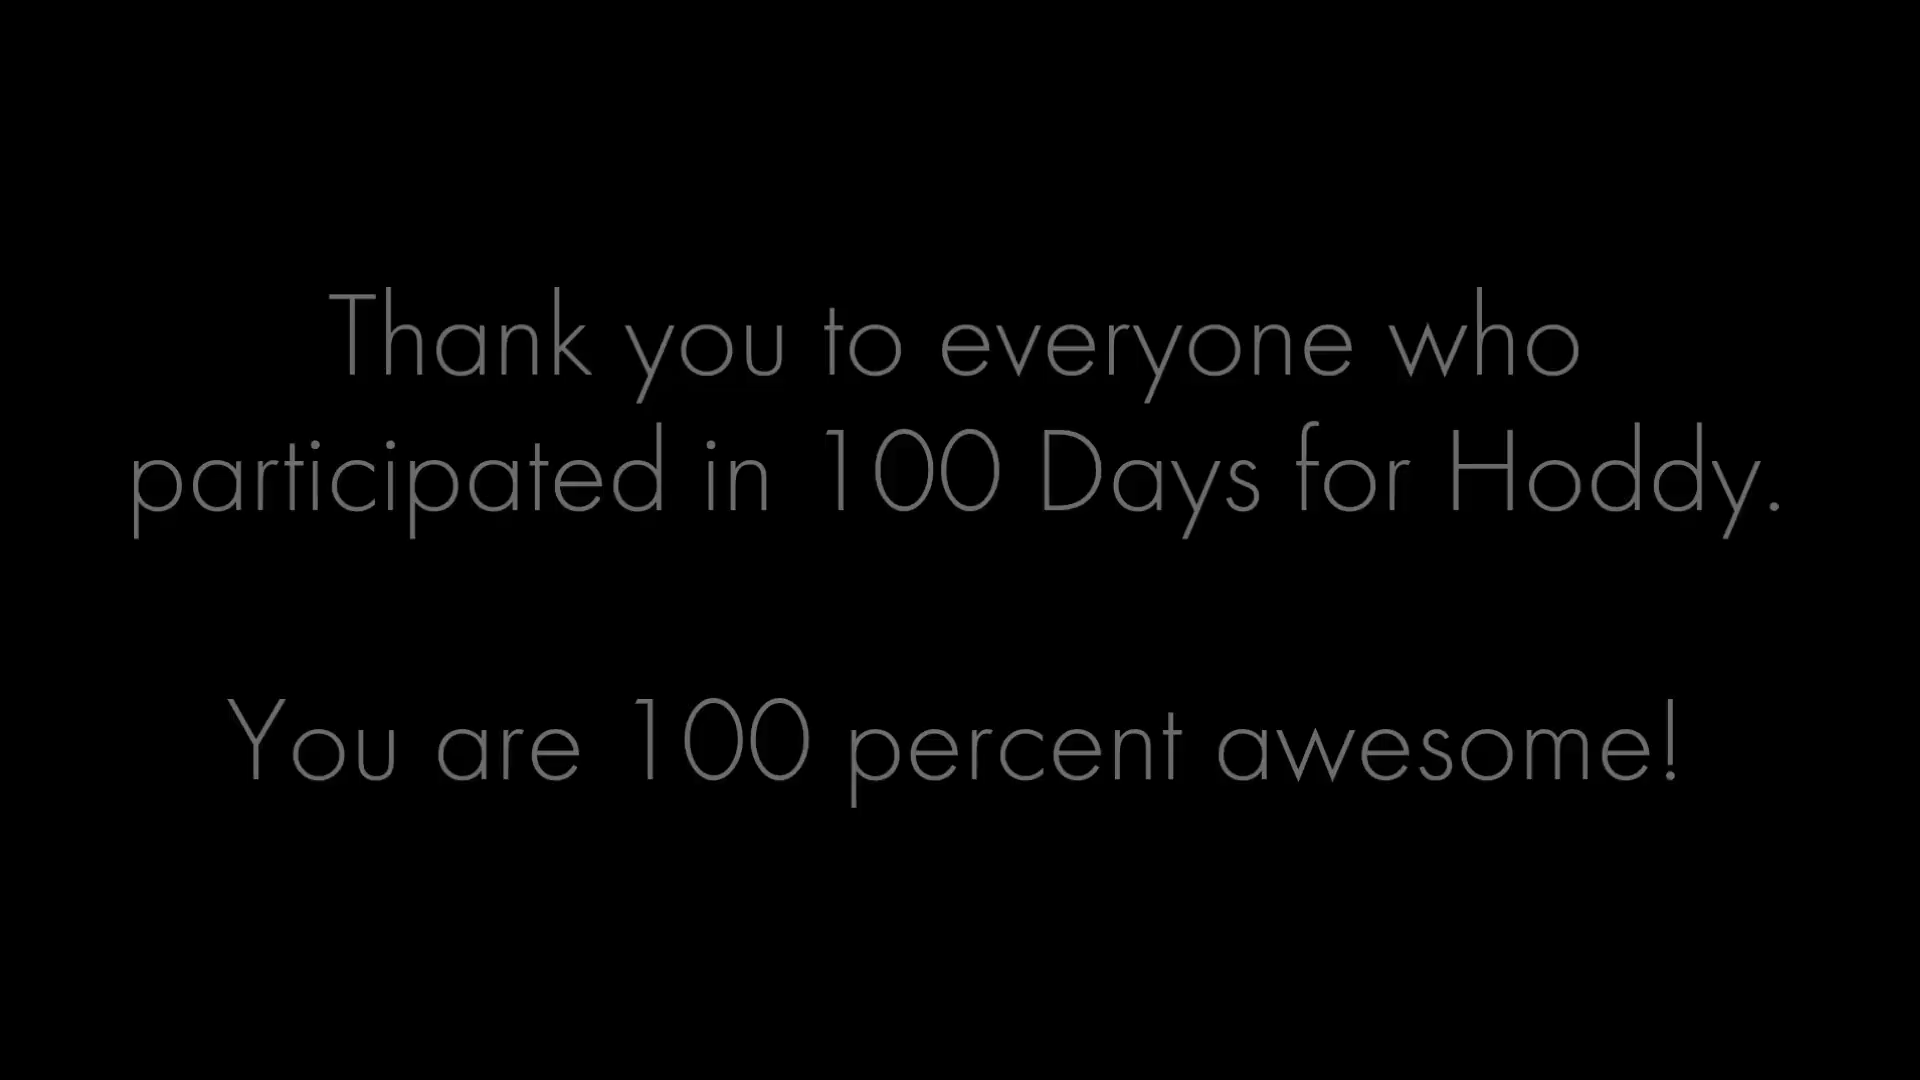 Thank you to everyone who
participated in 100 Days for Hoddy.
You are 100 percent awesome!